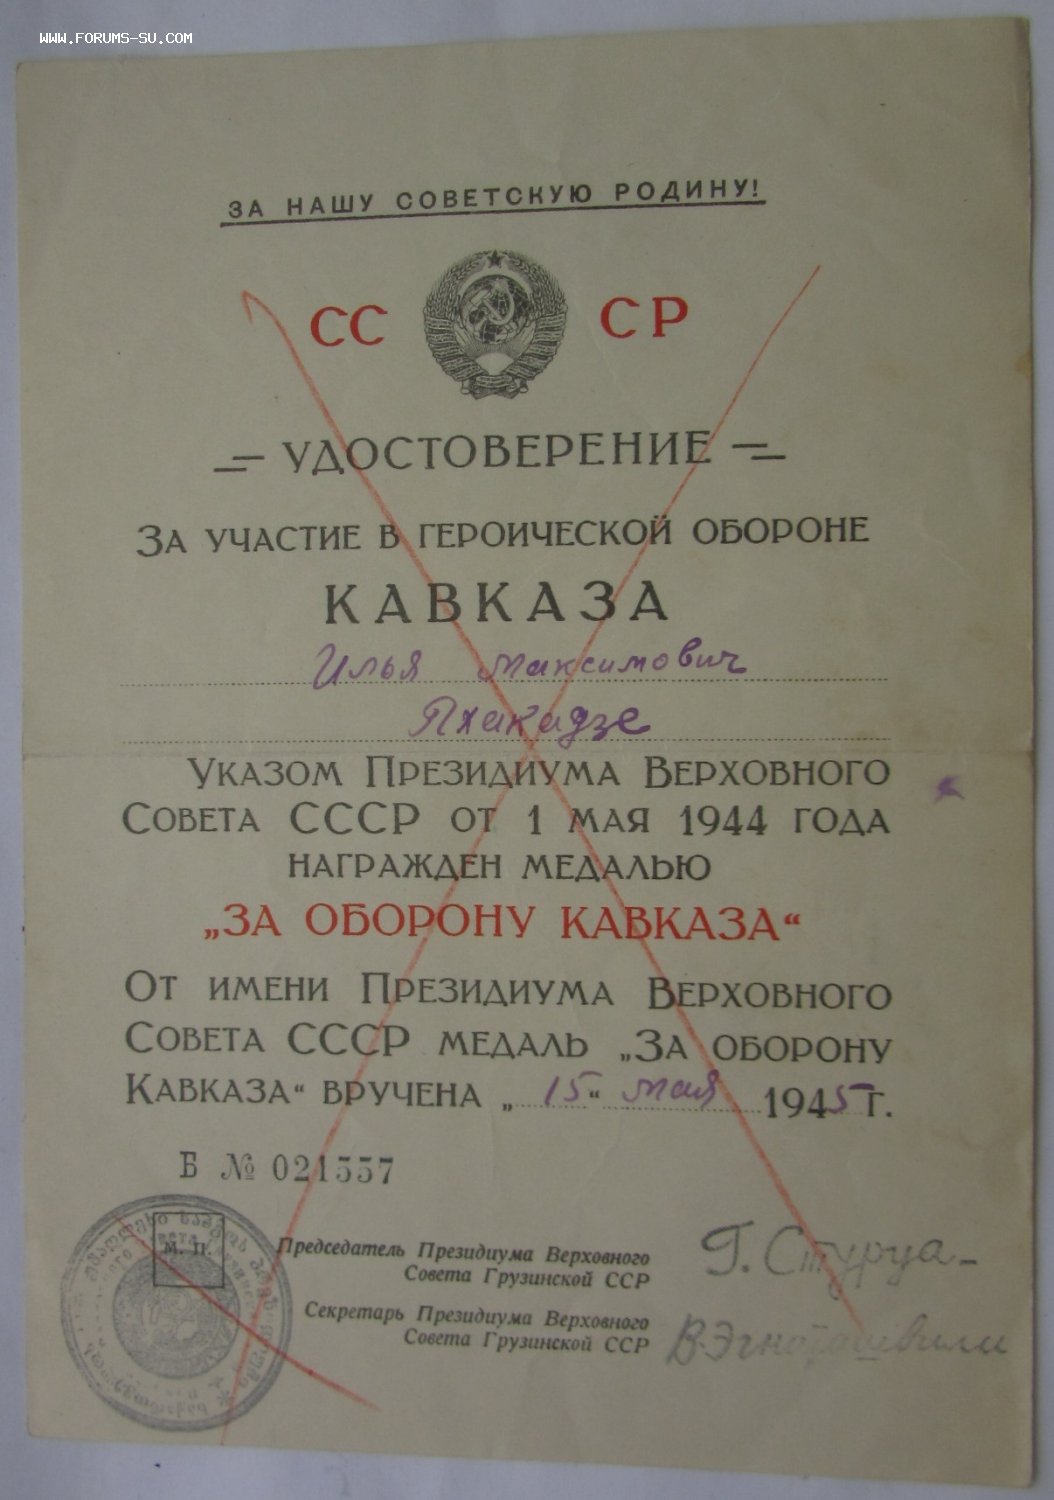 WWW.FORUMS-SU.COM
ЗА НАШУ СОВЕТСКУЮ РОДИНУ!
СС СР
УДОСТОВЕРЕНИЕ
ЗА УЧАСТИЕ В ГЕРОИЧЕСКОЙ ОБОРОНЕ
КАВКАЗА
Илья Максимович
Пхакадзе
УКАЗОМ ПРЕЗИДИУМА ВЕРХОВНОГО
СОВЕТА СССР ОТ 1 МАЯ 1944 ГОДА
НАГРАЖДЕН МЕДАЛЬЮ
„ЗА ОБОРОНУ КАВКАЗА“
ОТ ИМЕНИ ПРЕЗИДИУМА ВЕРХОВНОГО
СОВЕТА СССР МЕДАЛЬ „ЗА ОБОРОНУ
КАВКАЗА“ ВРУЧЕНА „15“ мая 1945 Г.
Б № 021557
М. П.
Председатель Президиума Верховного
Совета Грузинской ССР
Г. Стуруа
Секретарь Президиума Верховного
Совета Грузинской ССР
В. Эгнаташвили